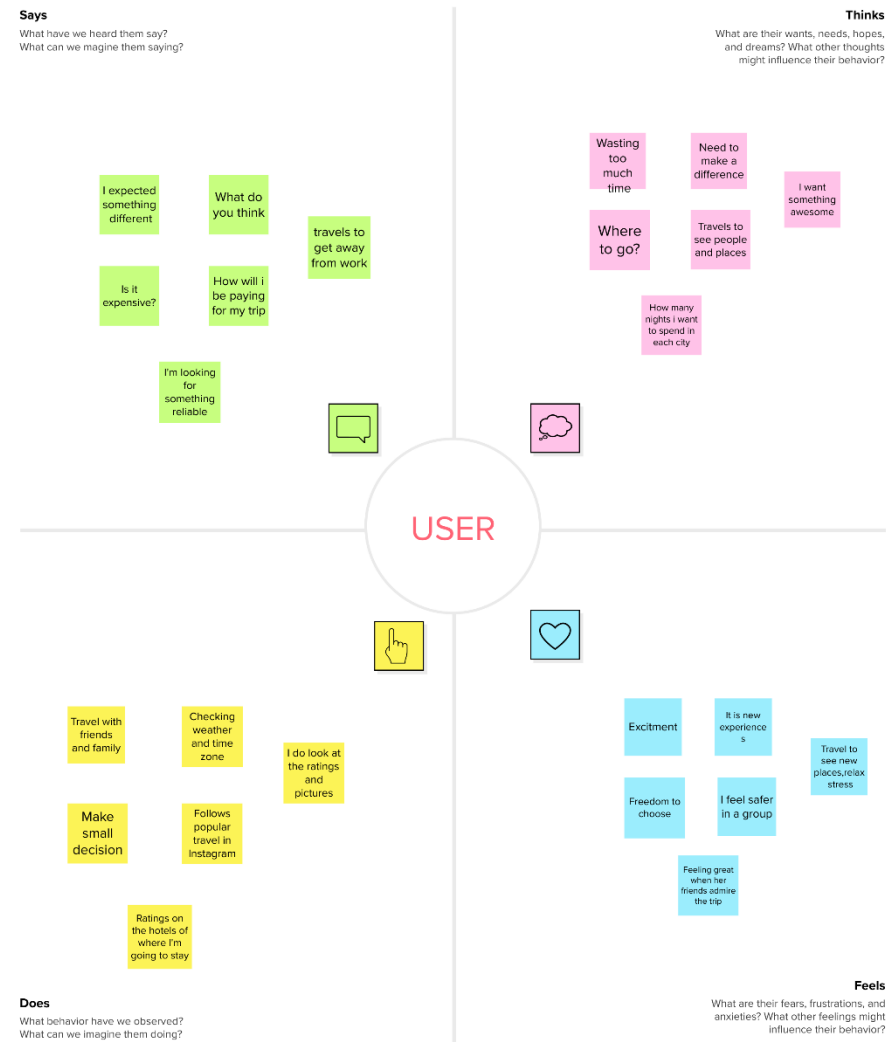 Says
What have we heard them say?
What can we magine them saying?
I expected
something
different
What do
you think
travels to
get away
from work
Is it
expensive?
How will i
be paying
for my trip
I'm looking
for
something
reliable
Thinks
What are their wants, needs, hopes,
and dreams? What other thoughts
might influence their behavior?
Wasting
too
much
time
Need to
make a
difference
I want
something
awesome
Where
to go?
Travels to
see people
and places
How many
nights i want
to spend in
each city
USER
Travel with
friends
and family
Checking
weather
and time
zone
I do look at
the ratings
and
pictures
Make
small
decision
Follows
popular
travel in
Instagram
Ratings on
the hotels of
where I'm
going to stay
Does
What behavior have we observed?
What can we imagine them doing?
Excitment
It is new
experience
s
Travel to
see new
places,relax
stress
Freedom to
choose
I feel safer
in a group
Feeling great
when her
friends admire
the trip
Feels
What are their fears, frustrations, and
anxieties? What other feelings might
influence their behavior?